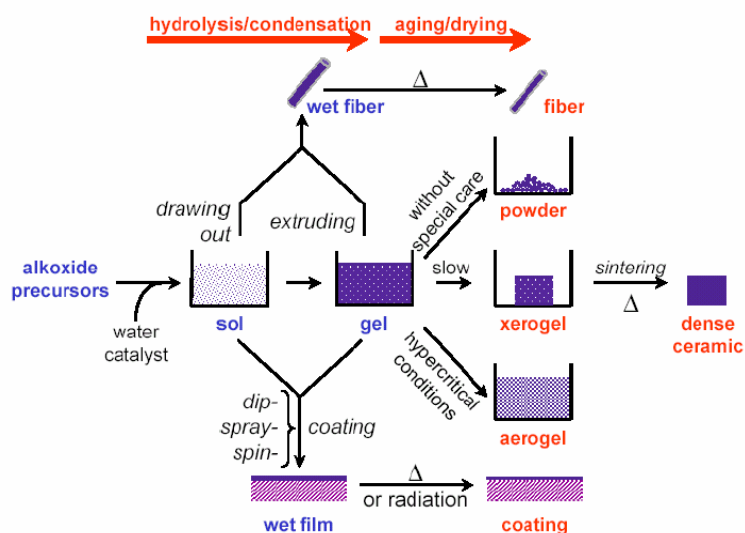 hydrolysis/condensation
aging/drying
wet fiber
Δ
fiber
drawing
out
extruding
without
special care
powder
alkoxide
precursors
water
catalyst
sol
gel
slow
xerogel
sintering
Δ
dense
ceramic
hypercritical
conditions
aerogel
dip-
spray-
spin-
coating
wet film
Δ
or radiation
coating